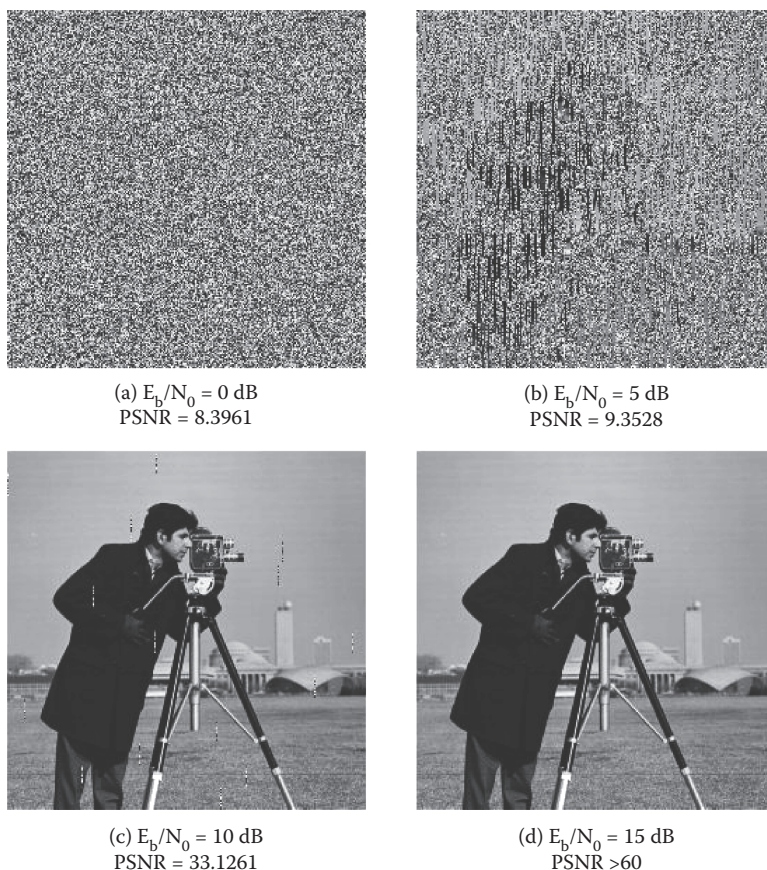 (a) E_b/N_0 = 0 dB
PSNR = 8.3961
(b) E_b/N_0 = 5 dB
PSNR = 9.3528
(c) E_b/N_0 = 10 dB
PSNR = 33.1261
(d) E_b/N_0 = 15 dB
PSNR >60